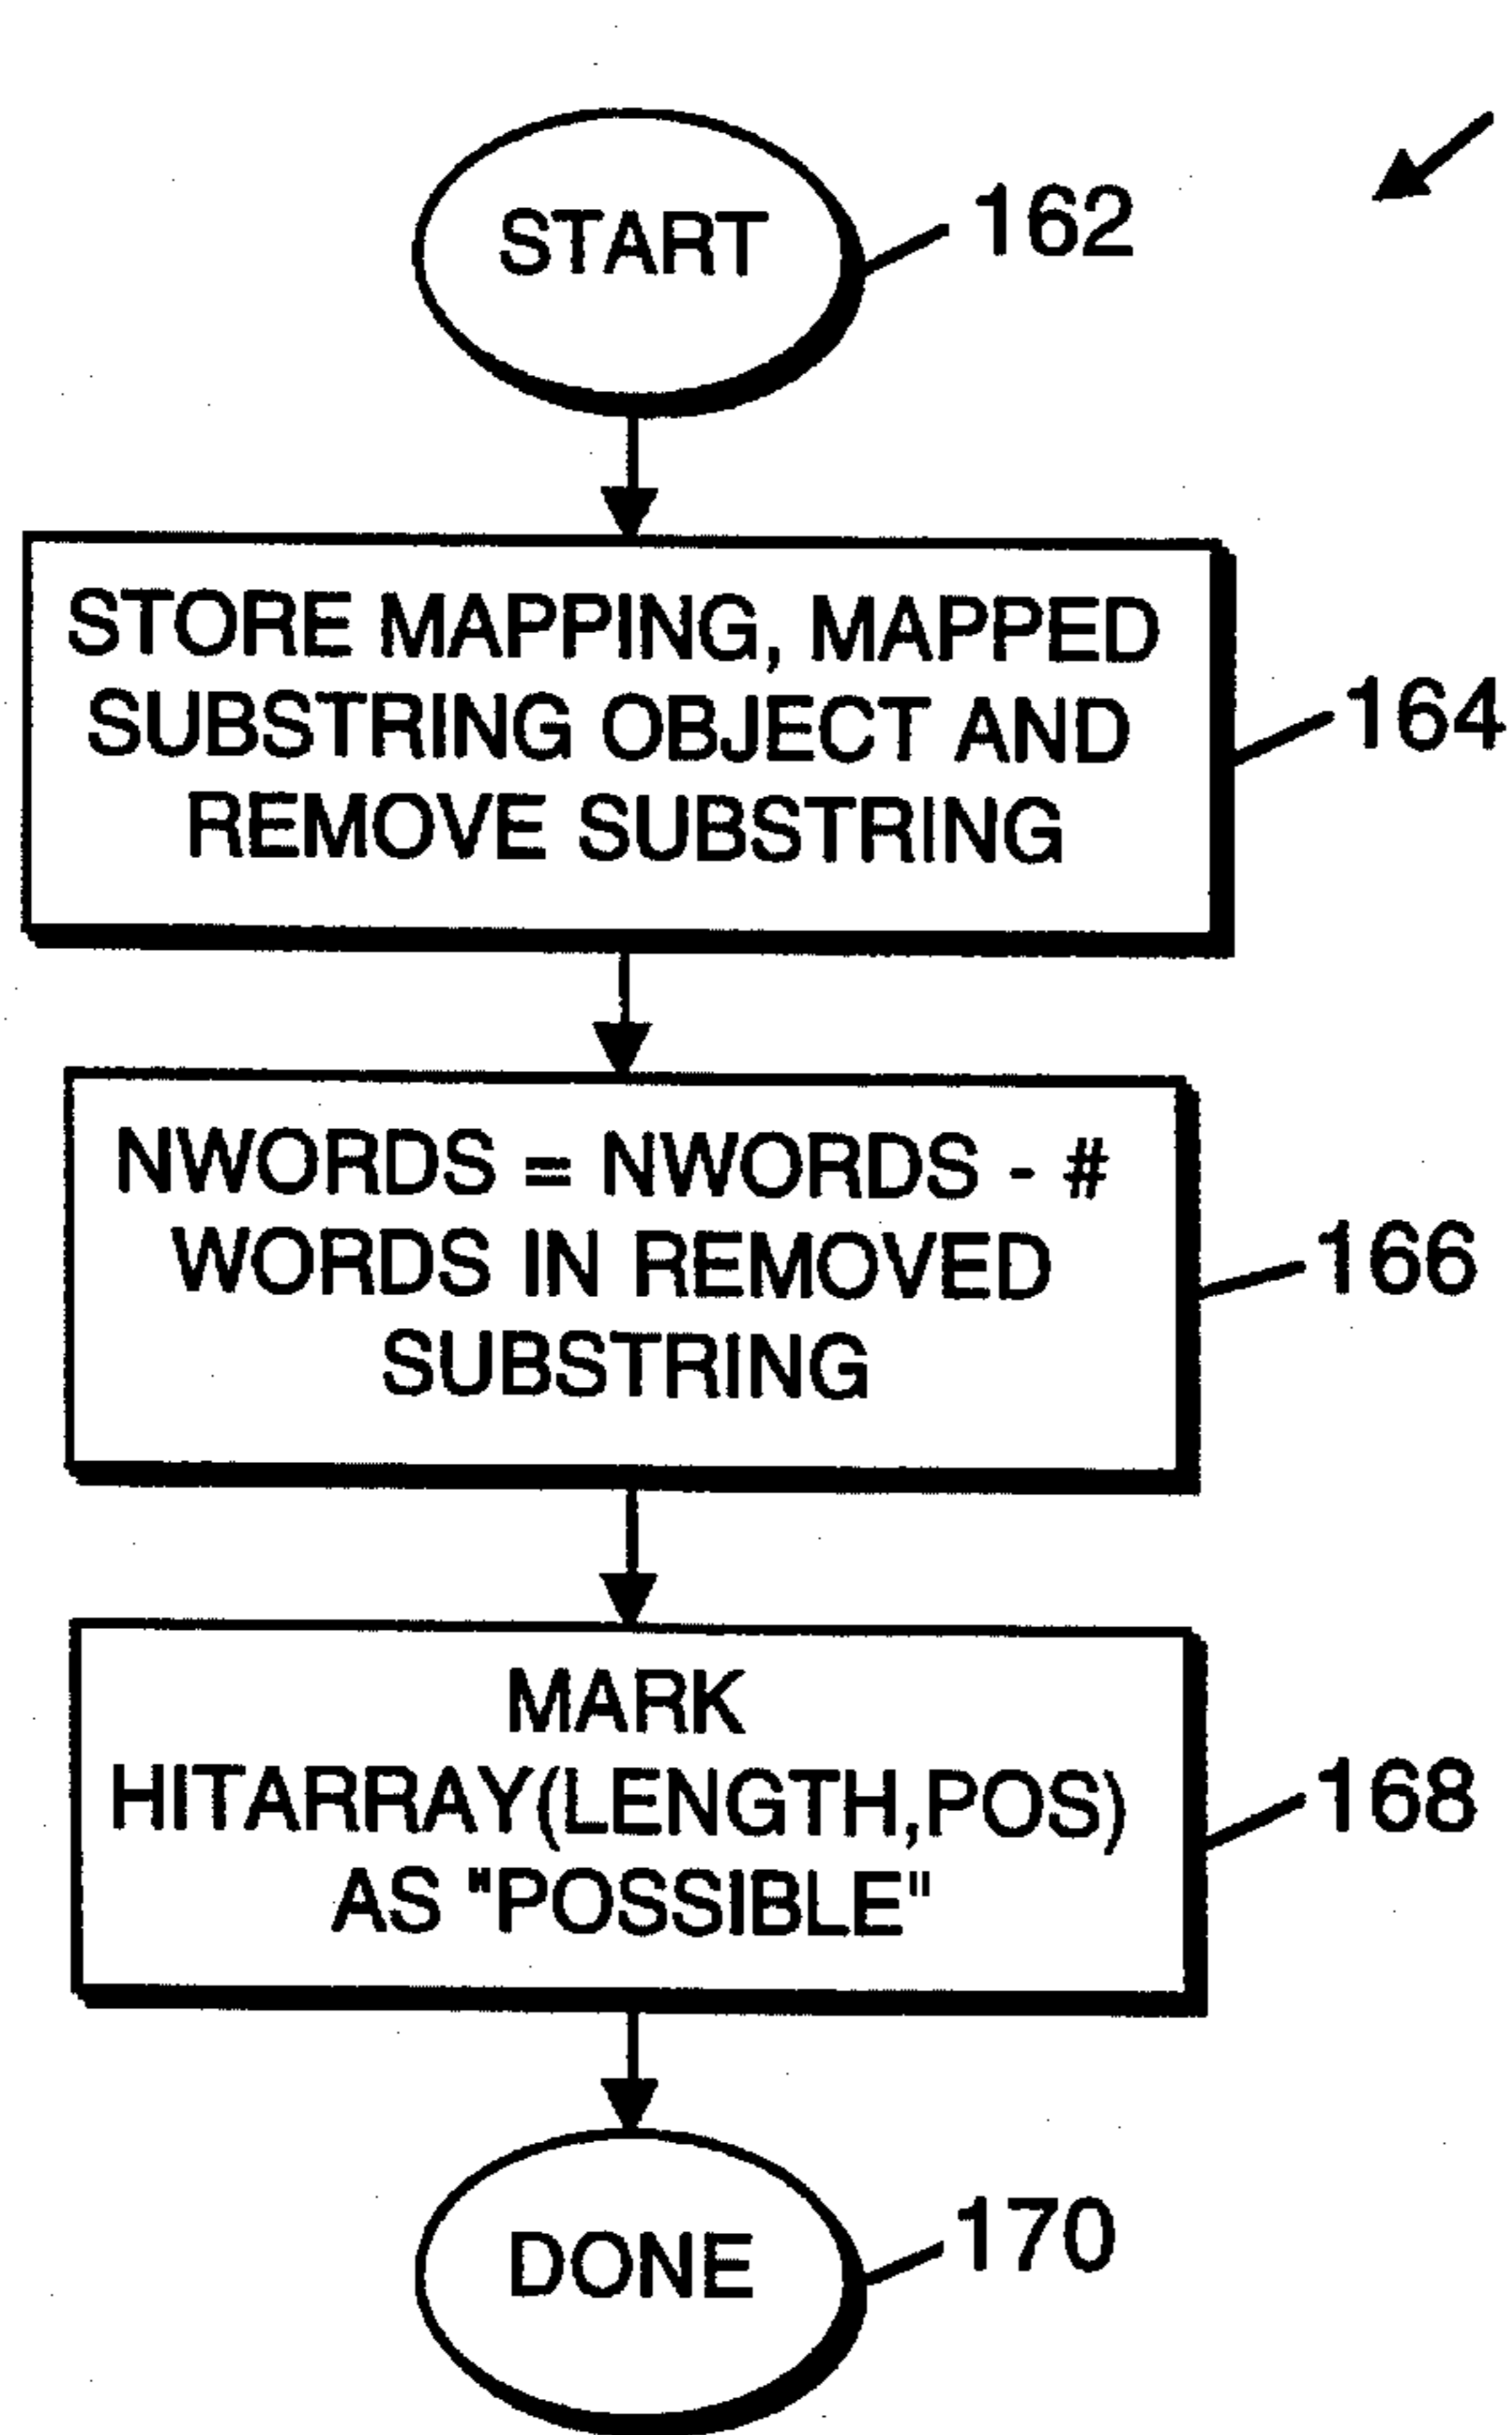 START
162
STORE MAPPING, MAPPED
SUBSTRING OBJECT AND
REMOVE SUBSTRING
164
NWORDS = NWORDS - #
WORDS IN REMOVED
SUBSTRING
166
MARK
HITARRAY(LENGTH,POS)
AS "POSSIBLE"
168
DONE
170